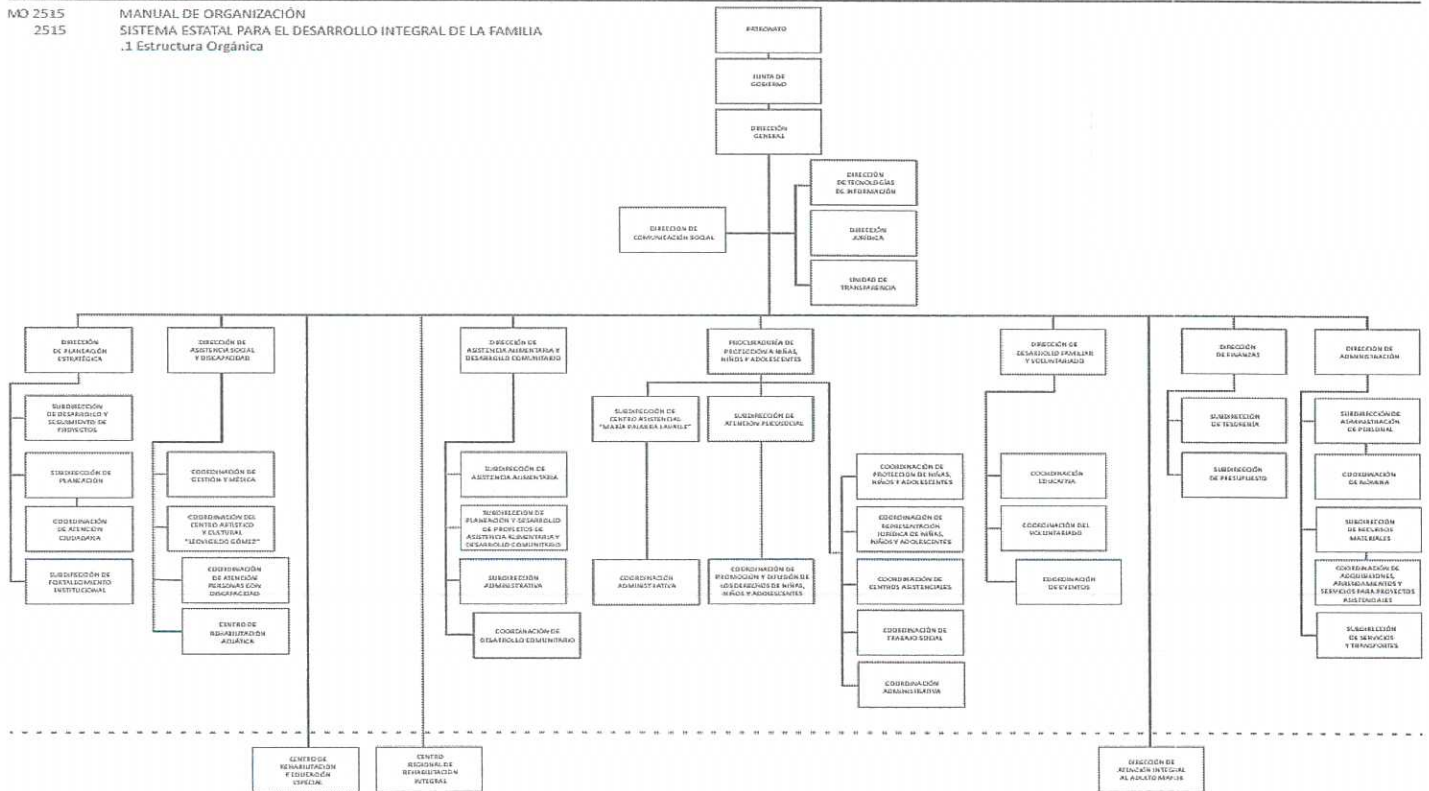 MO 2515 MANUAL DE ORGANIZACIÓN
2515 SISTEMA ESTATAL PARA EL DESARROLLO INTEGRAL DE LA FAMILIA
.1 Estructura Orgánica
PATRONATO
JUNTA DE
GOBIERNO
DIRECCIÓN
GENERAL
DIRECCIÓN
DE TECNOLOGÍAS
DE INFORMACIÓN
DIRECCIÓN DE
COMUNICACIÓN SOCIAL
DIRECCIÓN
JURÍDICA
UNIDAD DE
TRANSPARENCIA
DIRECCIÓN
DE PLANEACIÓN
ESTRATÉGICA
DIRECCIÓN DE
ASISTENCIA SOCIAL
Y DISCAPACIDAD
DIRECCIÓN DE
ASISTENCIA ALIMENTARIA Y
DESARROLLO COMUNITARIO
PROCURADURÍA DE
PROTECCIÓN A NIÑAS,
NIÑOS Y ADOLESCENTES
DIRECCIÓN DE
DESARROLLO FAMILIAR
Y VOLUNTARIADO
DIRECCIÓN
DE FINANZAS
DIRECCIÓN DE
ADMINISTRACIÓN
SUBDIRECCIÓN
DE DESARROLLO Y
SEGUIMIENTO DE
PROYECTOS
SUBDIRECCIÓN DE
PLANEACIÓN
COORDINACIÓN
DE ATENCIÓN
CIUDADANA
SUBDIRECCIÓN DE
FORTALECIMIENTO
INSTITUCIONAL
COORDINACIÓN DE
GESTIÓN Y MÉDICA
COORDINACIÓN DEL
CENTRO ARTÍSTICO
Y CULTURAL
"LEOVIGILDO GÓMEZ"
COORDINACIÓN
DE ATENCIÓN
PERSONAS CON
DISCAPACIDAD
CENTRO DE
REHABILITACIÓN
ACUÁTICA
SUBDIRECCIÓN DE
ASISTENCIA ALIMENTARIA
SUBDIRECCIÓN DE
PLANEACIÓN Y DESARROLLO
DE PROYECTOS DE
ASISTENCIA ALIMENTARIA Y
DESARROLLO COMUNITARIO
SUBDIRECCIÓN
ADMINISTRATIVA
COORDINACIÓN DE
DESARROLLO COMUNITARIO
SUBDIRECCIÓN DE
CENTRO ASISTENCIAL
"MARÍA PALMIRA LAVALLE"
SUBDIRECCIÓN DE
ATENCIÓN PSICOSOCIAL
COORDINACIÓN
ADMINISTRATIVA
COORDINACIÓN DE
PROMOCIÓN Y DIFUSIÓN DE
LOS DERECHOS DE NIÑAS,
NIÑOS Y ADOLESCENTES
COORDINACIÓN DE
PROTECCIÓN DE NIÑAS,
NIÑOS Y ADOLESCENTES
COORDINACIÓN DE
REPRESENTACIÓN
JURÍDICA DE NIÑAS,
NIÑOS Y ADOLESCENTES
COORDINACIÓN DE
CENTROS ASISTENCIALES
COORDINACIÓN DE
TRABAJO SOCIAL
COORDINACIÓN
ADMINISTRATIVA
COORDINACIÓN
EDUCATIVA
COORDINACIÓN DEL
VOLUNTARIADO
COORDINACIÓN
DE EVENTOS
SUBDIRECCIÓN
DE TESORERÍA
SUBDIRECCIÓN
DE PRESUPUESTO
SUBDIRECCIÓN DE
ADMINISTRACIÓN
DE PERSONAL
COORDINACIÓN
DE NÓMINA
SUBDIRECCIÓN
DE RECURSOS
MATERIALES
COORDINACIÓN DE
ADQUISICIONES,
ARRENDAMIENTOS Y
SERVICIOS PARA PROYECTOS
ASISTENCIALES
SUBDIRECCIÓN
DE SERVICIOS
Y TRANSPORTES
CENTRO DE
REHABILITACIÓN
Y EDUCACIÓN
ESPECIAL
CENTRO
REGIONAL DE
REHABILITACIÓN
INTEGRAL
DIRECCIÓN DE
ATENCIÓN INTEGRAL
AL ADULTO MAYOR